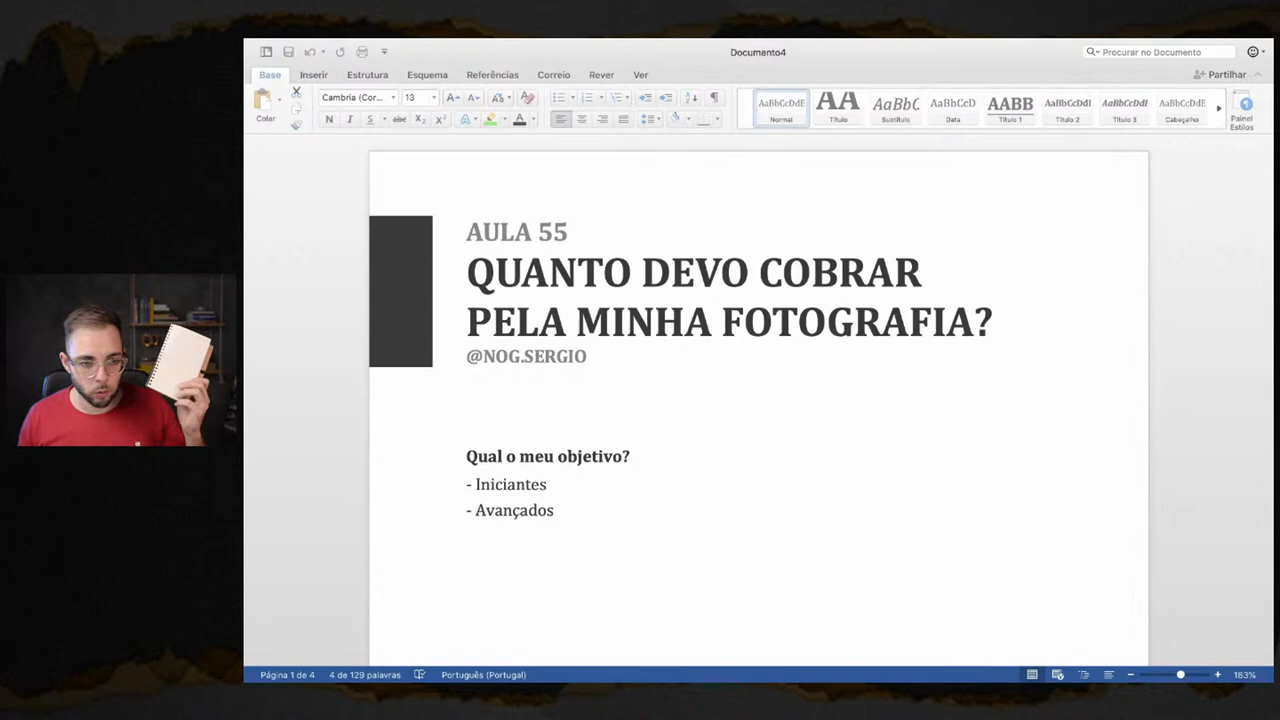 Documento4
Procurar no Documento
Base Inserir Estrutura Esquema Referências Correio Rever Ver
Partilhar
Cambria (Cor... 13
AaBbCcDdE AA AaBbC AaBbCcD AABB AaBbCcDdI AaBbCcDdI AaBbCcDdE
Colar
N I S abc X₂ X² A A
Normal Título Subtítulo Data Título 1 Título 2 Título 3 Cabeçalho
Painel
Estilos
AULA 55
QUANTO DEVO COBRAR
PELA MINHA FOTOGRAFIA?
@NOG.SERGIO
Qual o meu objetivo?
- Iniciantes
- Avançados
Página 1 de 4 4 de 129 palavras Português (Portugal) 183%